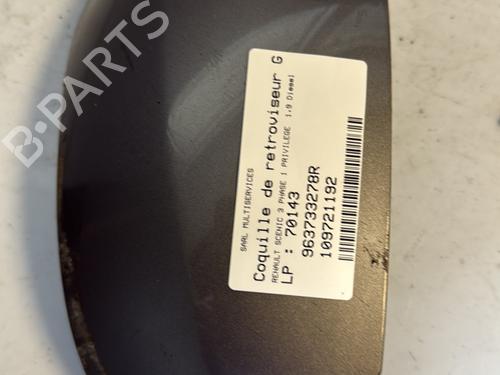 SARL MULTISERVICES
Coquille de retroviseur G
RENAULT SCENIC 3 PHASE 1 PRIVILEGE 1.9 Diesel
LP : 70143
963733278R
109721192
B-PARTS